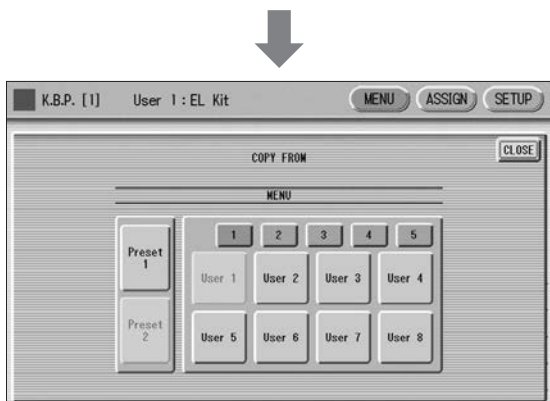 K.B.P. [1] User 1 : EL Kit MENU ASSIGN SETUP
COPY FROM CLOSE
MENU
Preset 1
Preset 2
1 2 3 4 5
User 1 User 2 User 3 User 4
User 5 User 6 User 7 User 8